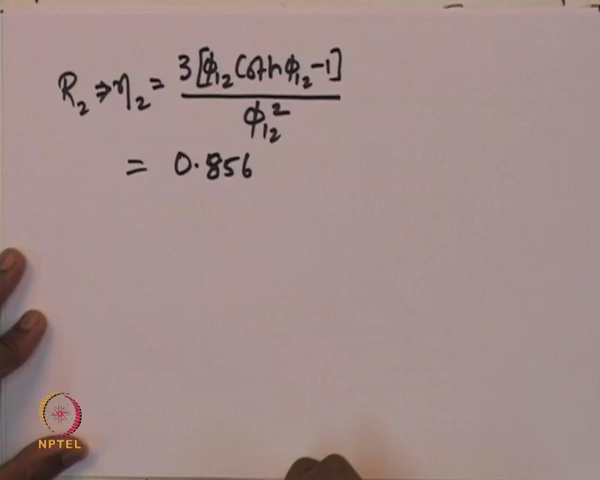 R₂ ⇒ η₂ = 3[ϕ₁₂ Coth ϕ₁₂ -1] / ϕ₁₂²
= 0.856
NPTEL